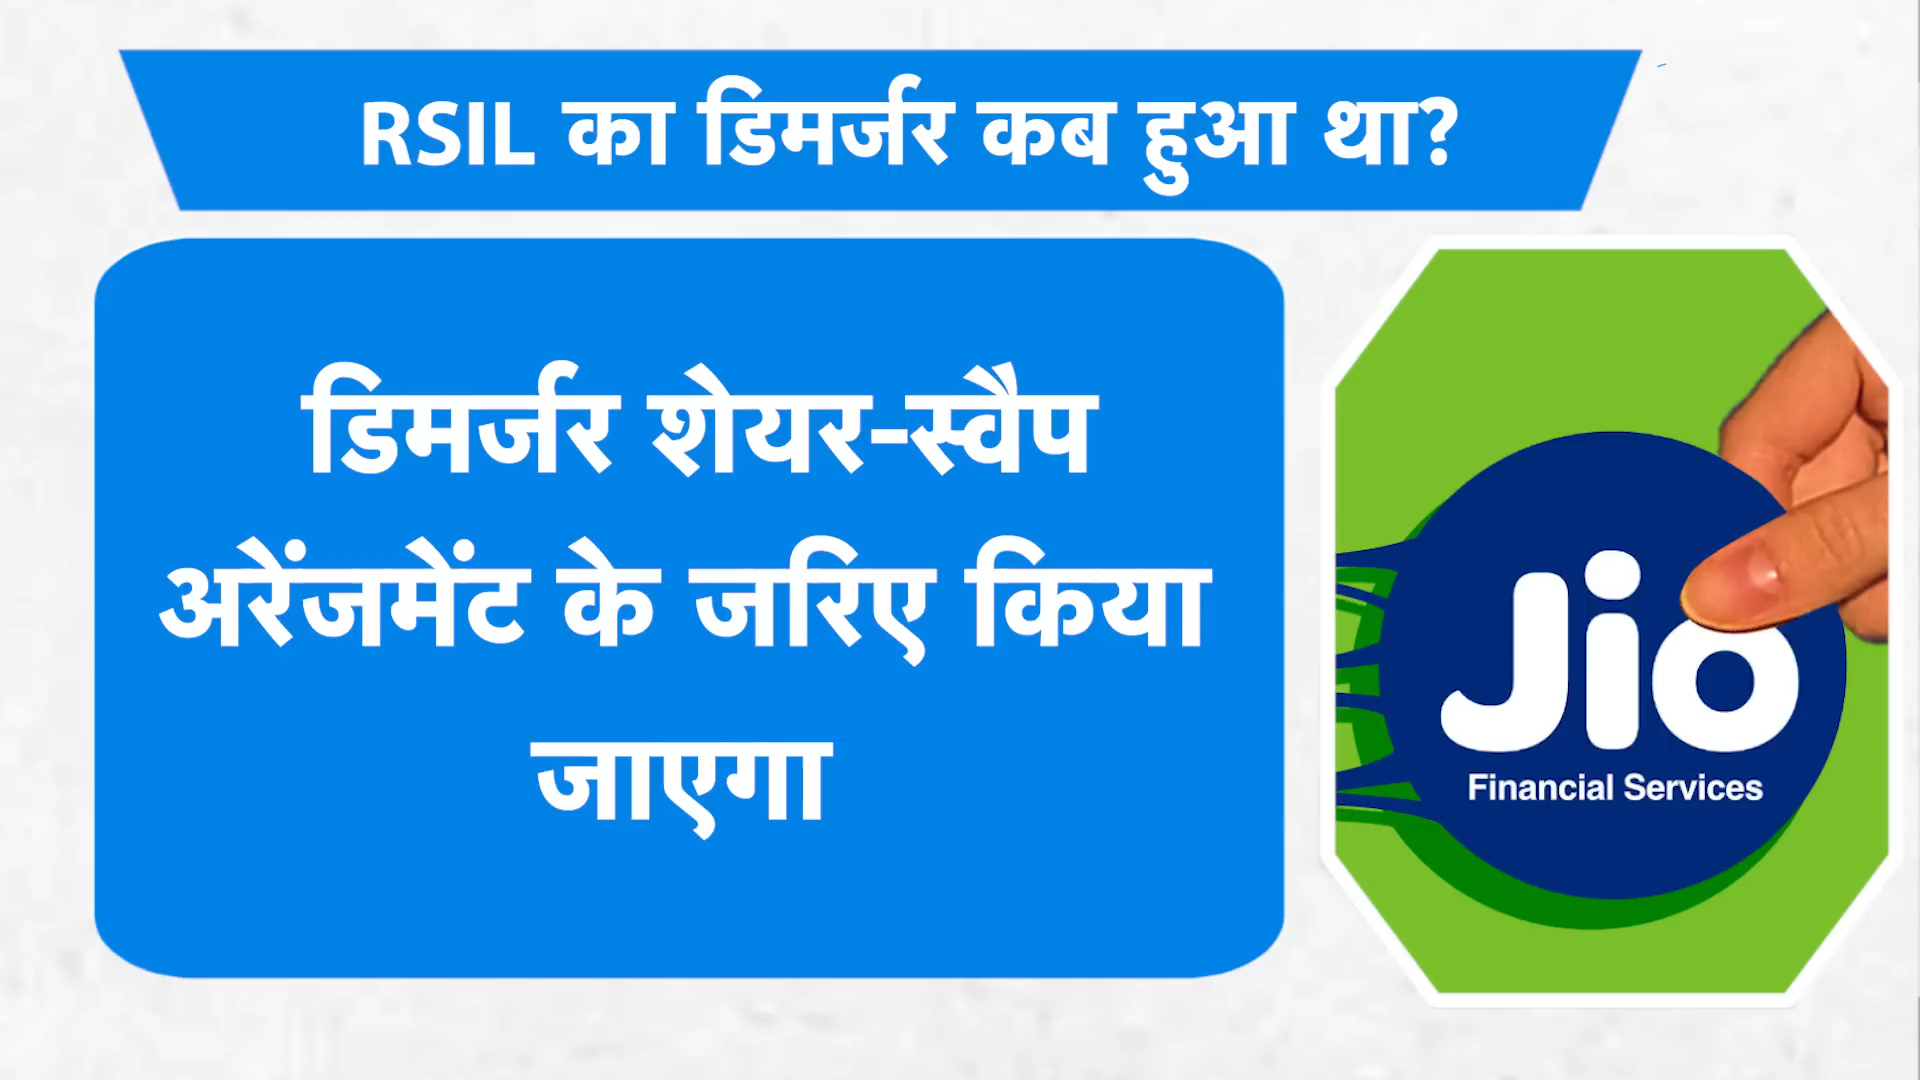 RSIL का डिमर्जर कब हुआ था?
डिमर्जर शेयर-स्वैप
अरेंजमेंट के जरिए किया
जाएगा
Jio
Financial Services